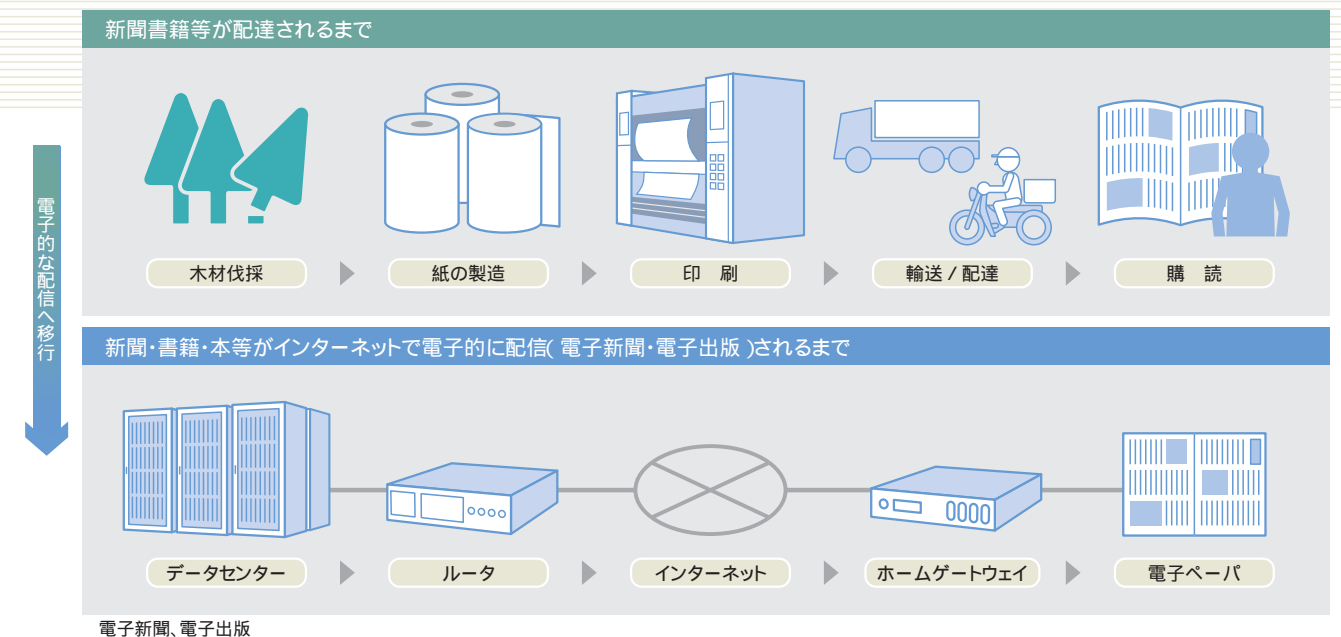 新聞書籍等が配達されるまで
木材伐採
紙の製造
印 刷
輸送 / 配達
購 読
電子的な配信へ移行
新聞・書籍・本等がインターネットで電子的に配信( 電子新聞・電子出版 )されるまで
データセンター
ルータ
インターネット
ホームゲートウェイ
電子ペーパ
電子新聞、電子出版